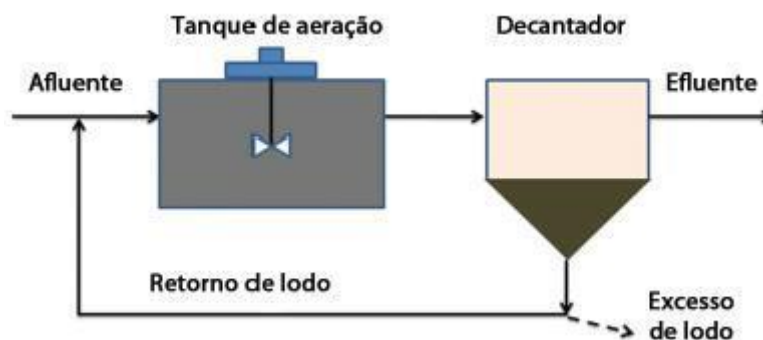 Tanque de aeração
Decantador
Afluente
Efluente
Retorno de lodo
Excesso
de lodo